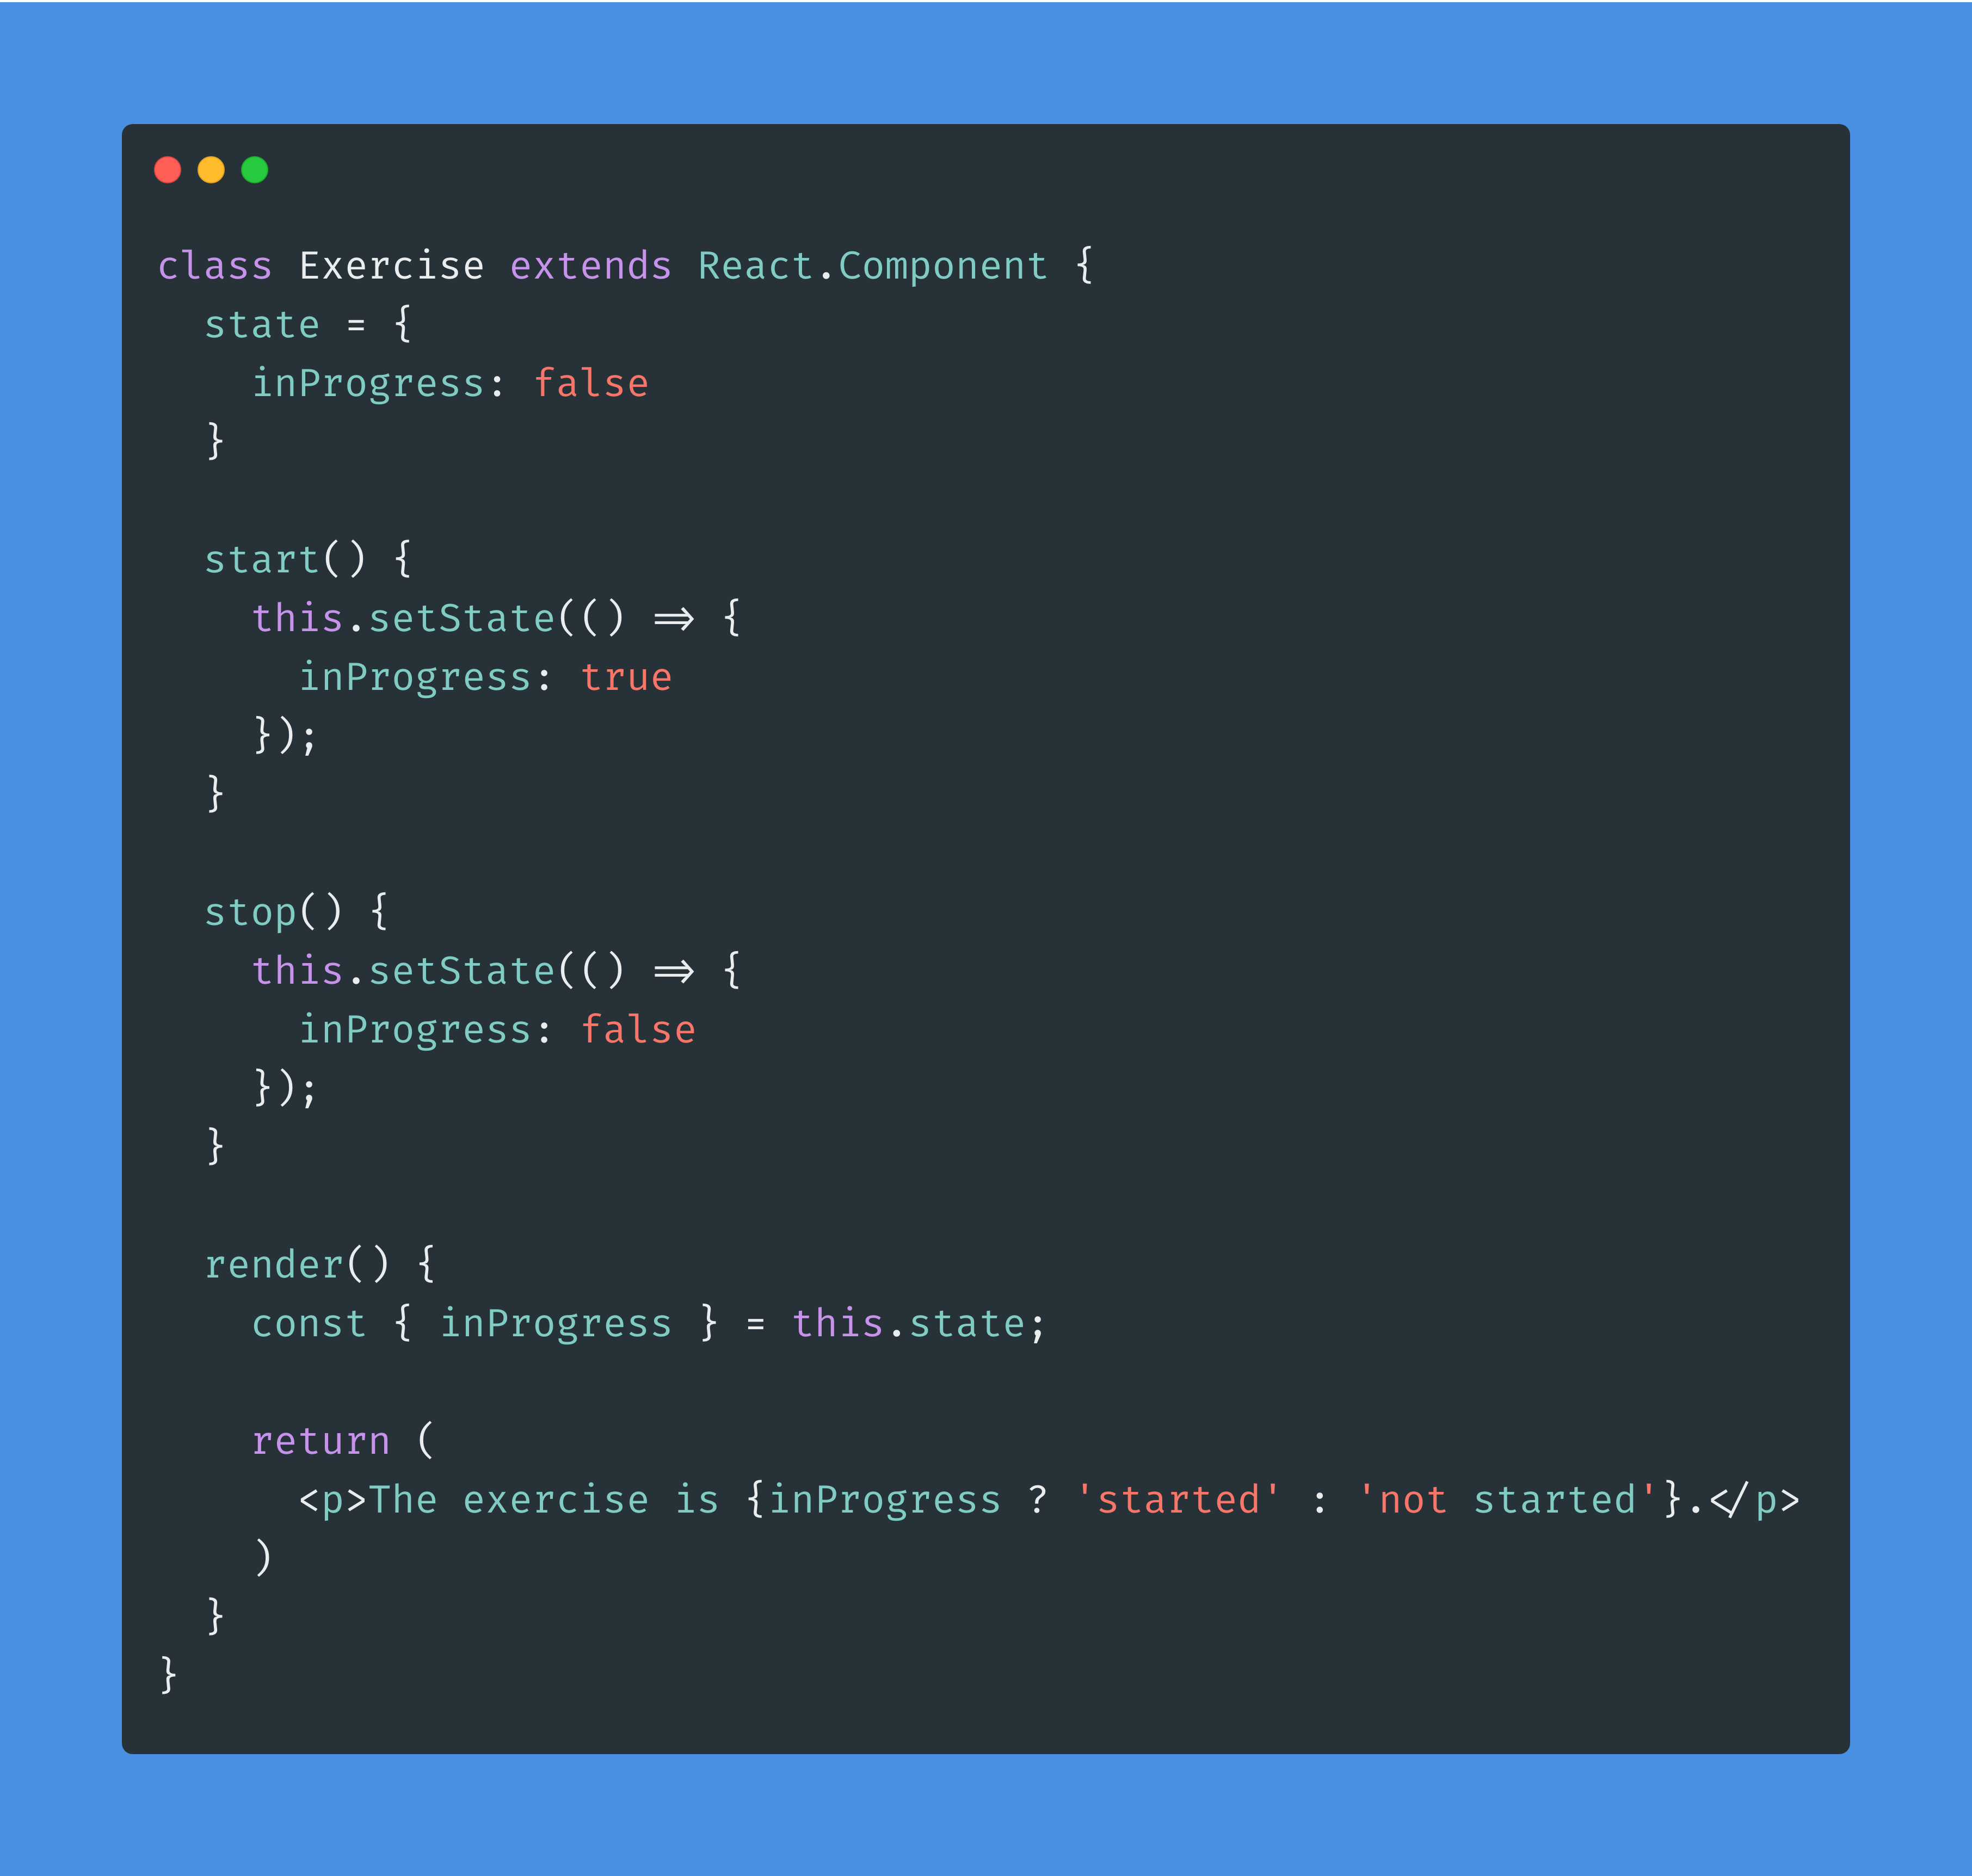 class Exercise extends React.Component {
  state = {
    inProgress: false
  }

  start() {
    this.setState(() => {
      inProgress: true
    });
  }

  stop() {
    this.setState(() => {
      inProgress: false
    });
  }

  render() {
    const { inProgress } = this.state;

    return (
      <p>The exercise is {inProgress ? 'started' : 'not started'}.</p>
    )
  }
}